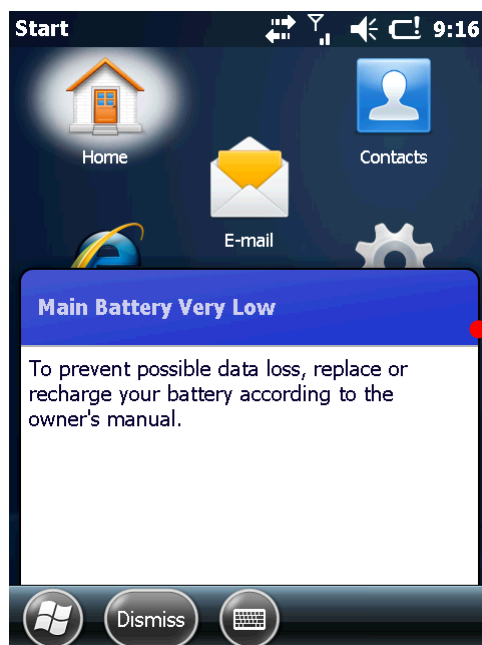 Start 9:16
Home
Contacts
E-mail
Main Battery Very Low
To prevent possible data loss, replace or
recharge your battery according to the
owner's manual.
Dismiss